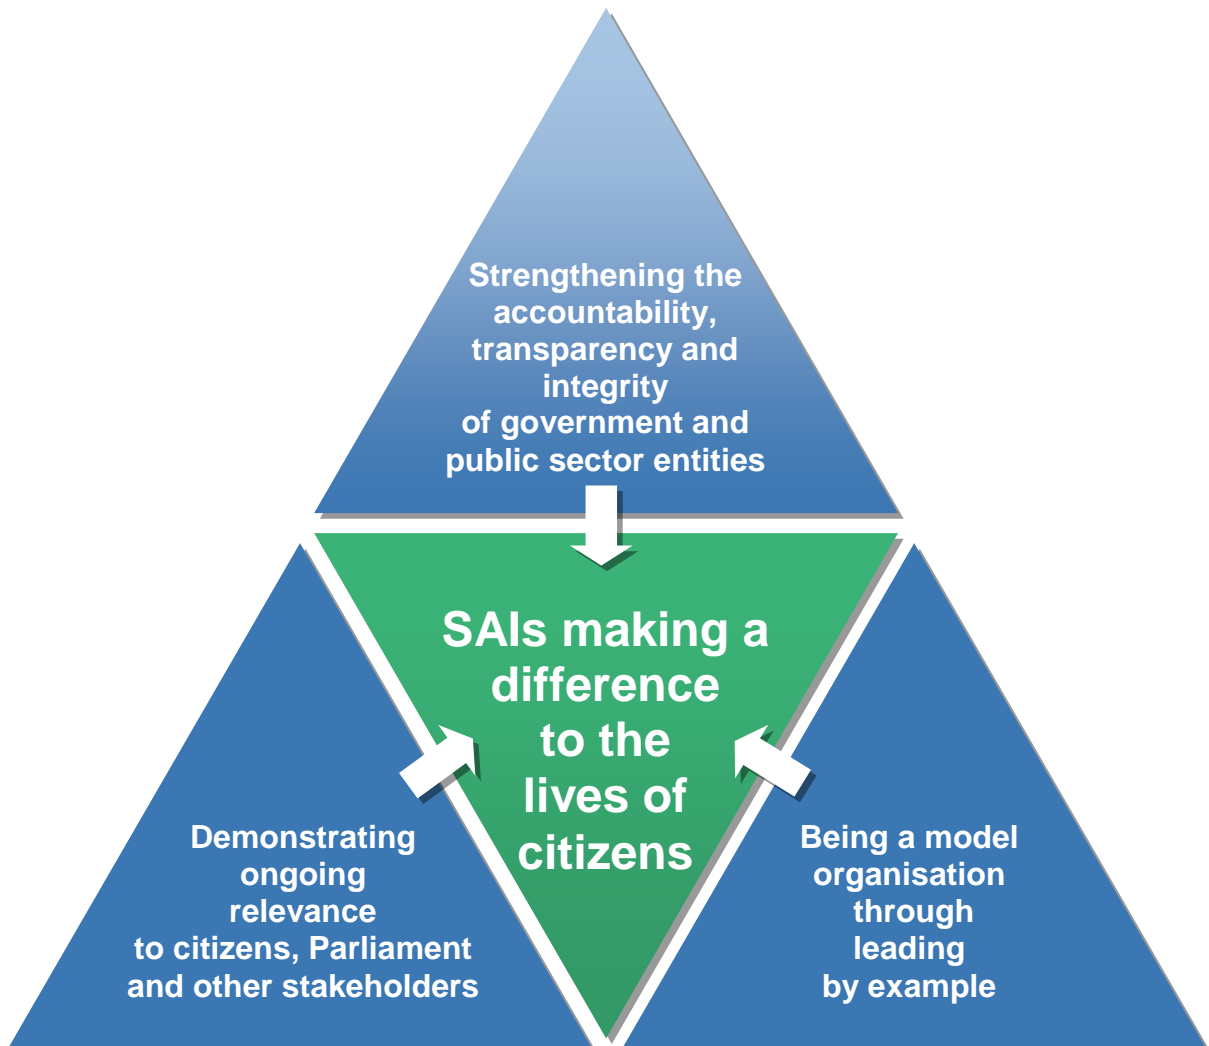 Strengthening the
accountability,
transparency and
integrity
of government and
public sector entities
SAIs making a
difference
to the
lives of
citizens
Demonstrating
ongoing
relevance
to citizens, Parliament
and other stakeholders
Being a model
organisation
through
leading
by example